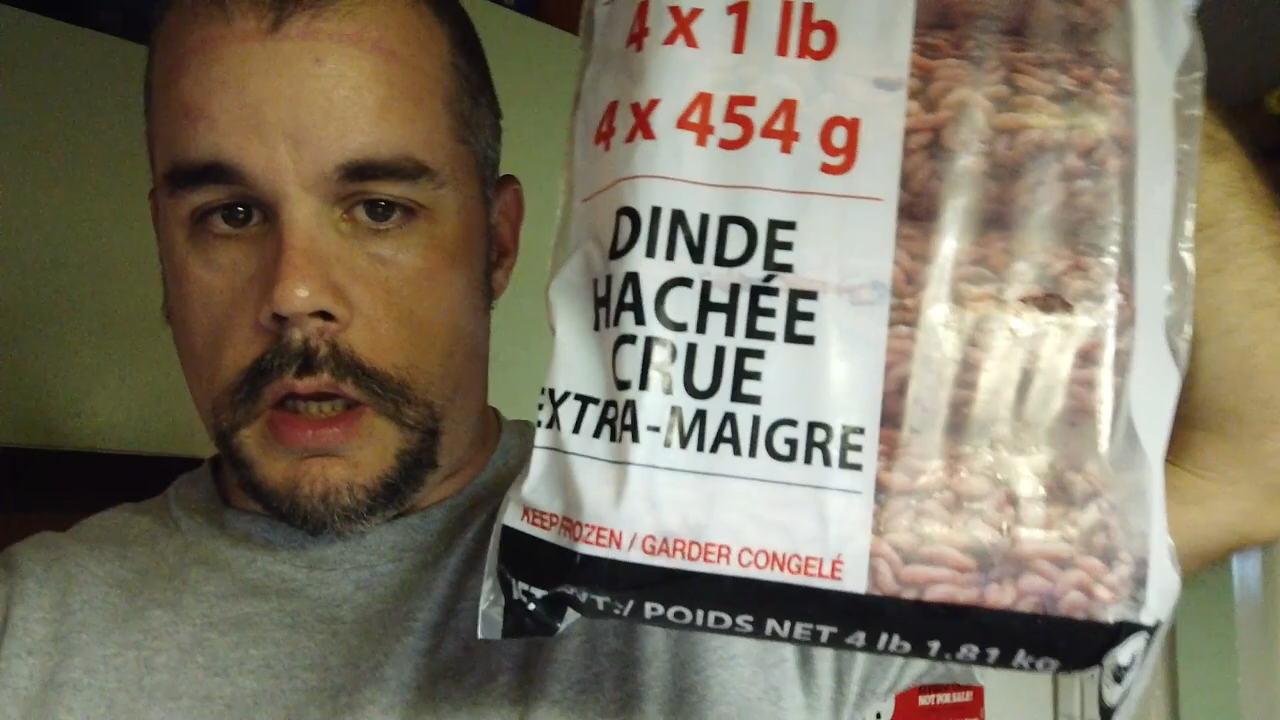 4 x 1 lb
4 x 454 g
DINDE
HACHÉE
CRUE
EXTRA-MAIGRE
KEEP FROZEN / GARDER CONGELÉ
WT:/ POIDS NET 4 lb 1.81 kg
NOT FOR SALE!